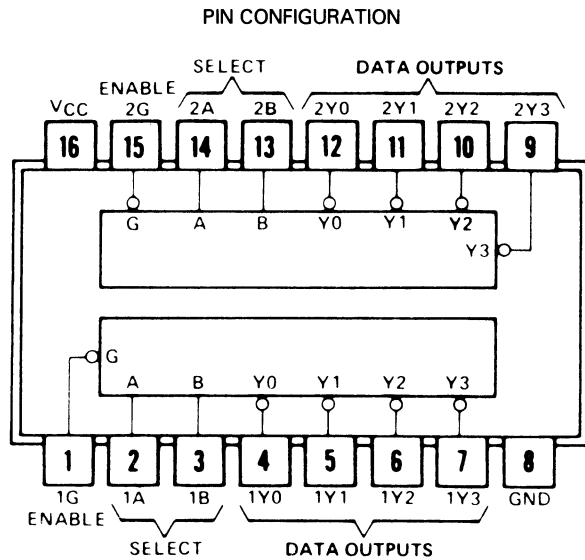 PIN CONFIGURATION
SELECT DATA OUTPUTS
ENABLE
VCC 2G 2A 2B 2Y0 2Y1 2Y2 2Y3
16 15 14 13 12 11 10 9
G A B Y0 Y1 Y2
Y3
G
A B Y0 Y1 Y2 Y3
1 2 3 4 5 6 7 8
1G 1A 1B 1Y0 1Y1 1Y2 1Y3 GND
ENABLE
SELECT DATA OUTPUTS